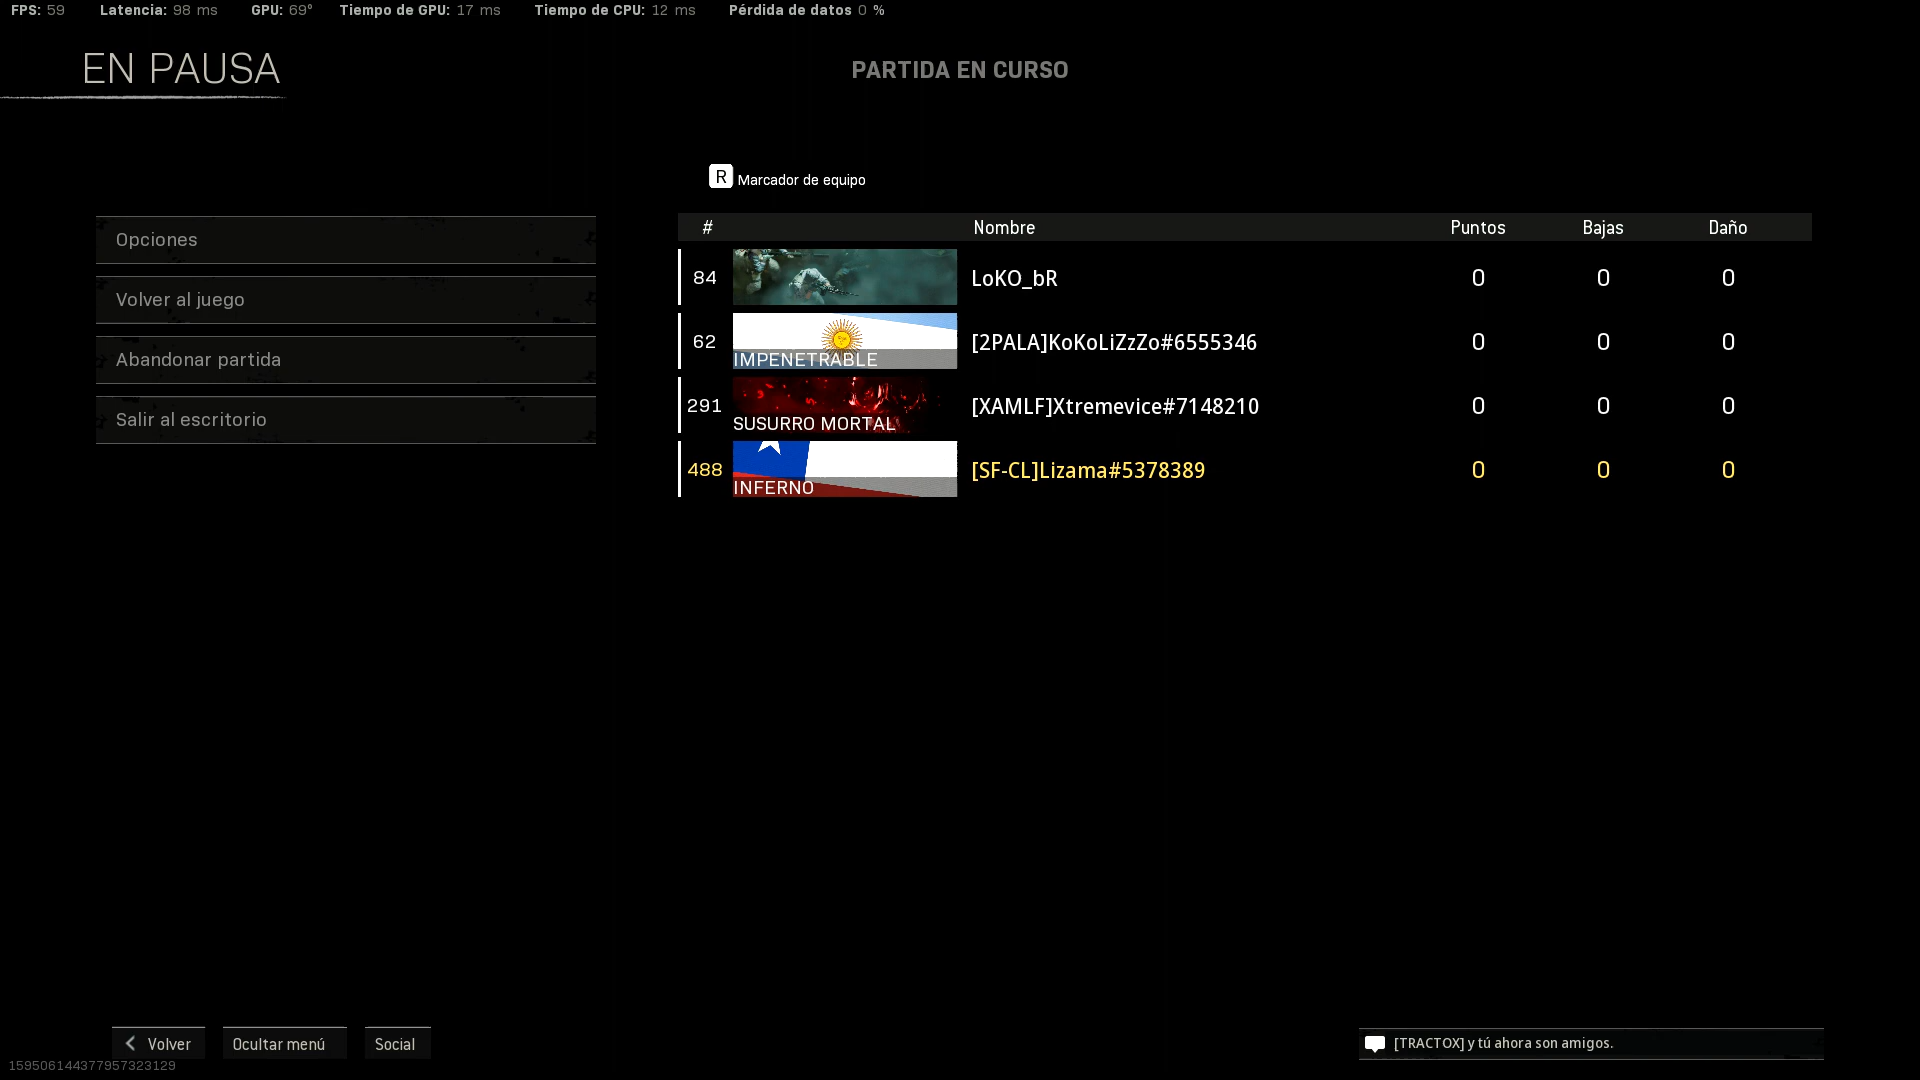 FPS: 59 Latencia: 98 ms GPU: 69° Tiempo de GPU: 17 ms Tiempo de CPU: 12 ms Pérdida de datos 0 %
EN PAUSA
PARTIDA EN CURSO
R Marcador de equipo
Opciones
Volver al juego
Abandonar partida
Salir al escritorio
# Nombre Puntos Bajas Daño
84 LoKO_bR 0 0 0
62 IMPENETRABLE [2PALA]KoKoLiZzZo#6555346 0 0 0
291 SUSURRO MORTAL [XAMLF]Xtremevice#7148210 0 0 0
488 INFERNO [SF-CL]Lizama#5378389 0 0 0
Volver Ocultar menú Social
[TRACTOX] y tú ahora son amigos.
159506144377957323129